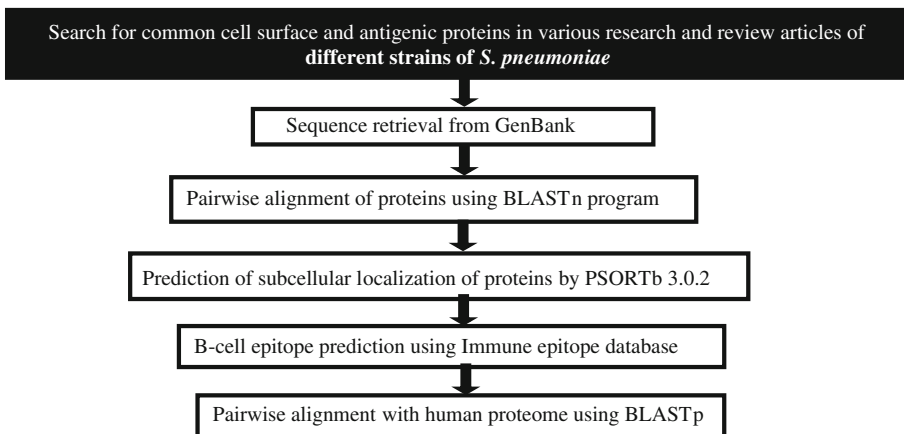 Search for common cell surface and antigenic proteins in various research and review articles of
different strains of S. pneumoniae
Sequence retrieval from GenBank
Pairwise alignment of proteins using BLASTn program
Prediction of subcellular localization of proteins by PSORTb 3.0.2
B-cell epitope prediction using Immune epitope database
Pairwise alignment with human proteome using BLASTp